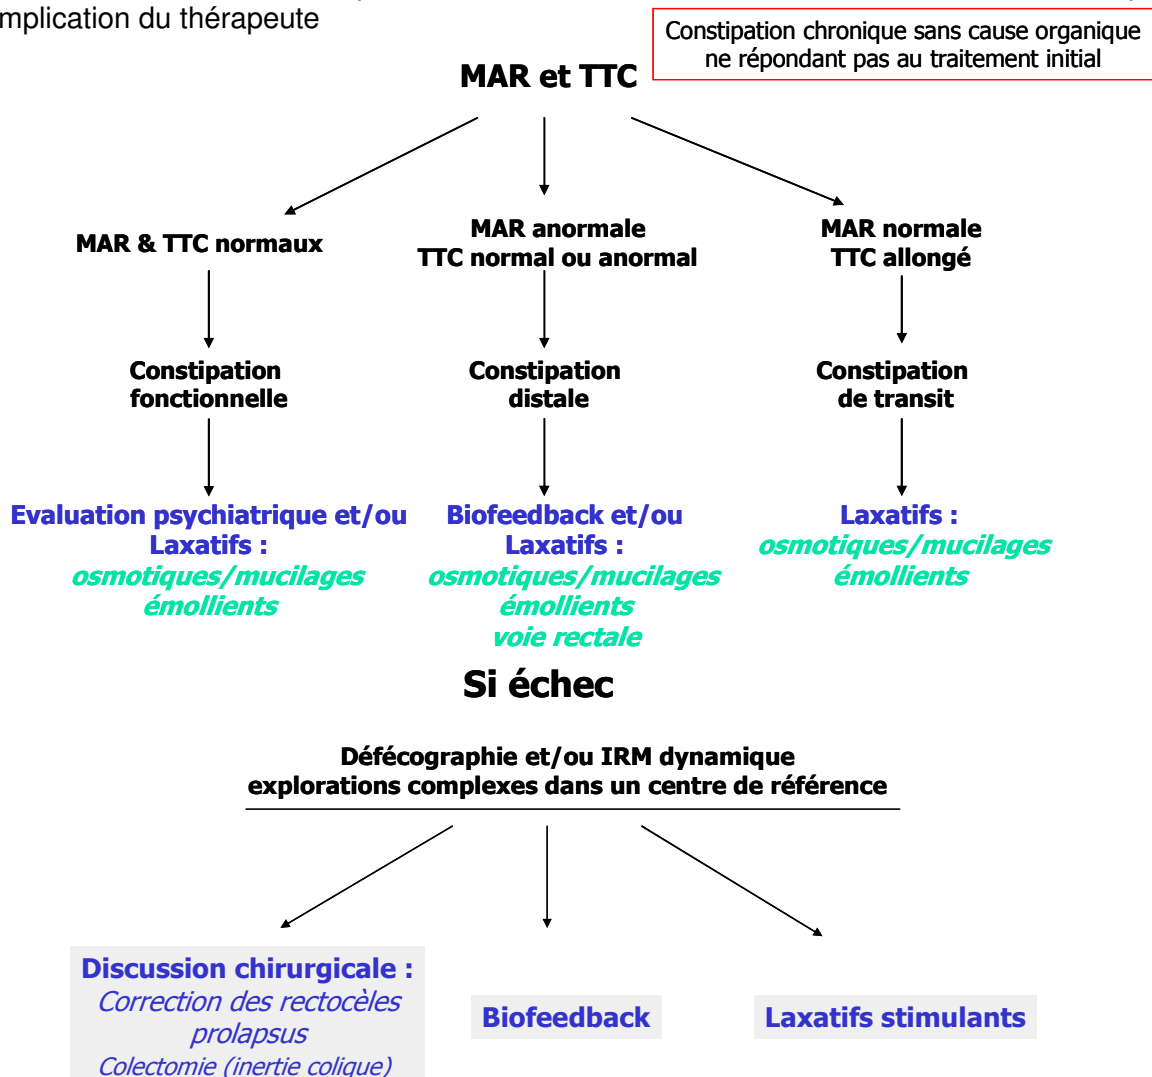 mplication du thérapeute
Constipation chronique sans cause organique
ne répondant pas au traitement initial
MAR et TTC
MAR & TTC normaux
MAR anormale
TTC normal ou anormal
MAR normale
TTC allongé
Constipation
fonctionnelle
Constipation
distale
Constipation
de transit
Evaluation psychiatrique et/ou
Laxatifs :
osmotiques/mucilages
émollients
Biofeedback et/ou
Laxatifs :
osmotiques/mucilages
émollients
voie rectale
Laxatifs :
osmotiques/mucilages
émollients
Si échec
Défécographie et/ou IRM dynamique
explorations complexes dans un centre de référence
Discussion chirurgicale :
Correction des rectocèles
prolapsus
Colectomie (inertie colique)
Biofeedback
Laxatifs stimulants